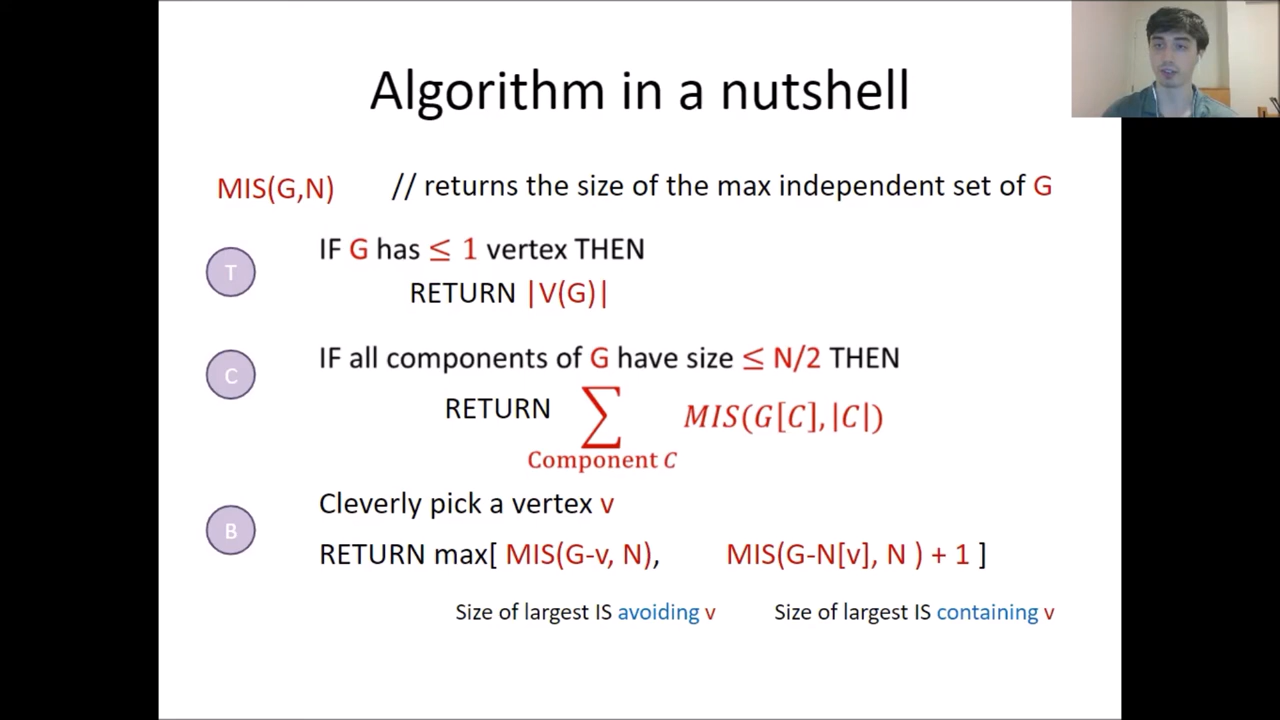 Algorithm in a nutshell
MIS(G,N) // returns the size of the max independent set of G
IF G has ≤ 1 vertex THEN
T
RETURN |V(G)|
IF all components of G have size ≤ N/2 THEN
C
RETURN ∑ MIS(G[C],|C|)
Component C
Cleverly pick a vertex v
B
RETURN max[ MIS(G-v, N), MIS(G-N[v], N ) + 1 ]
Size of largest IS avoiding v Size of largest IS containing v